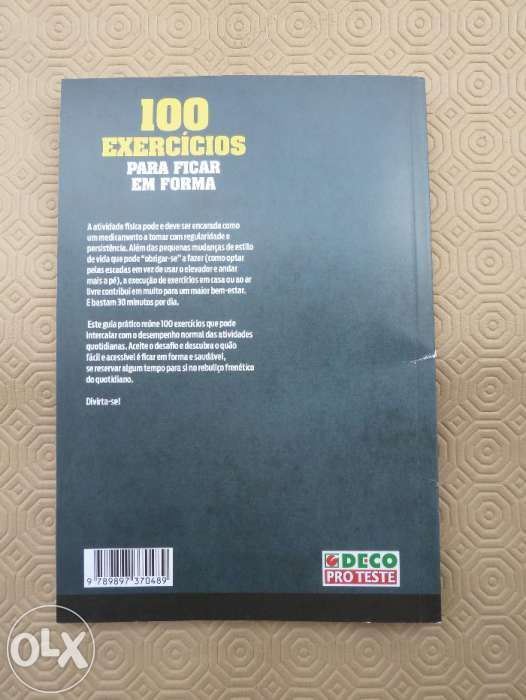 100
EXERCÍCIOS
PARA FICAR
EM FORMA
A atividade física pode e deve ser encarada como
um medicamento a tomar com regularidade e
persistência. Além das pequenas mudanças de estilo
de vida que pode "obrigar-se" a fazer (como optar
pelas escadas em vez de usar o elevador e andar
mais a pé), a execução de exercícios em casa ou ao ar
livre contribui em muito para um maior bem-estar.
E bastam 30 minutos por dia.
Este guia prático reúne 100 exercícios que pode
intercalar com o desempenho normal das atividades
quotidianas. Aceite o desafio e descubra o quão
fácil e acessível é ficar em forma e saudável,
se reservar algum tempo para si no rebuliço frenético
do quotidiano.
Divirta-se!
9 789897 370489
DECO
PROTESTE
OLX